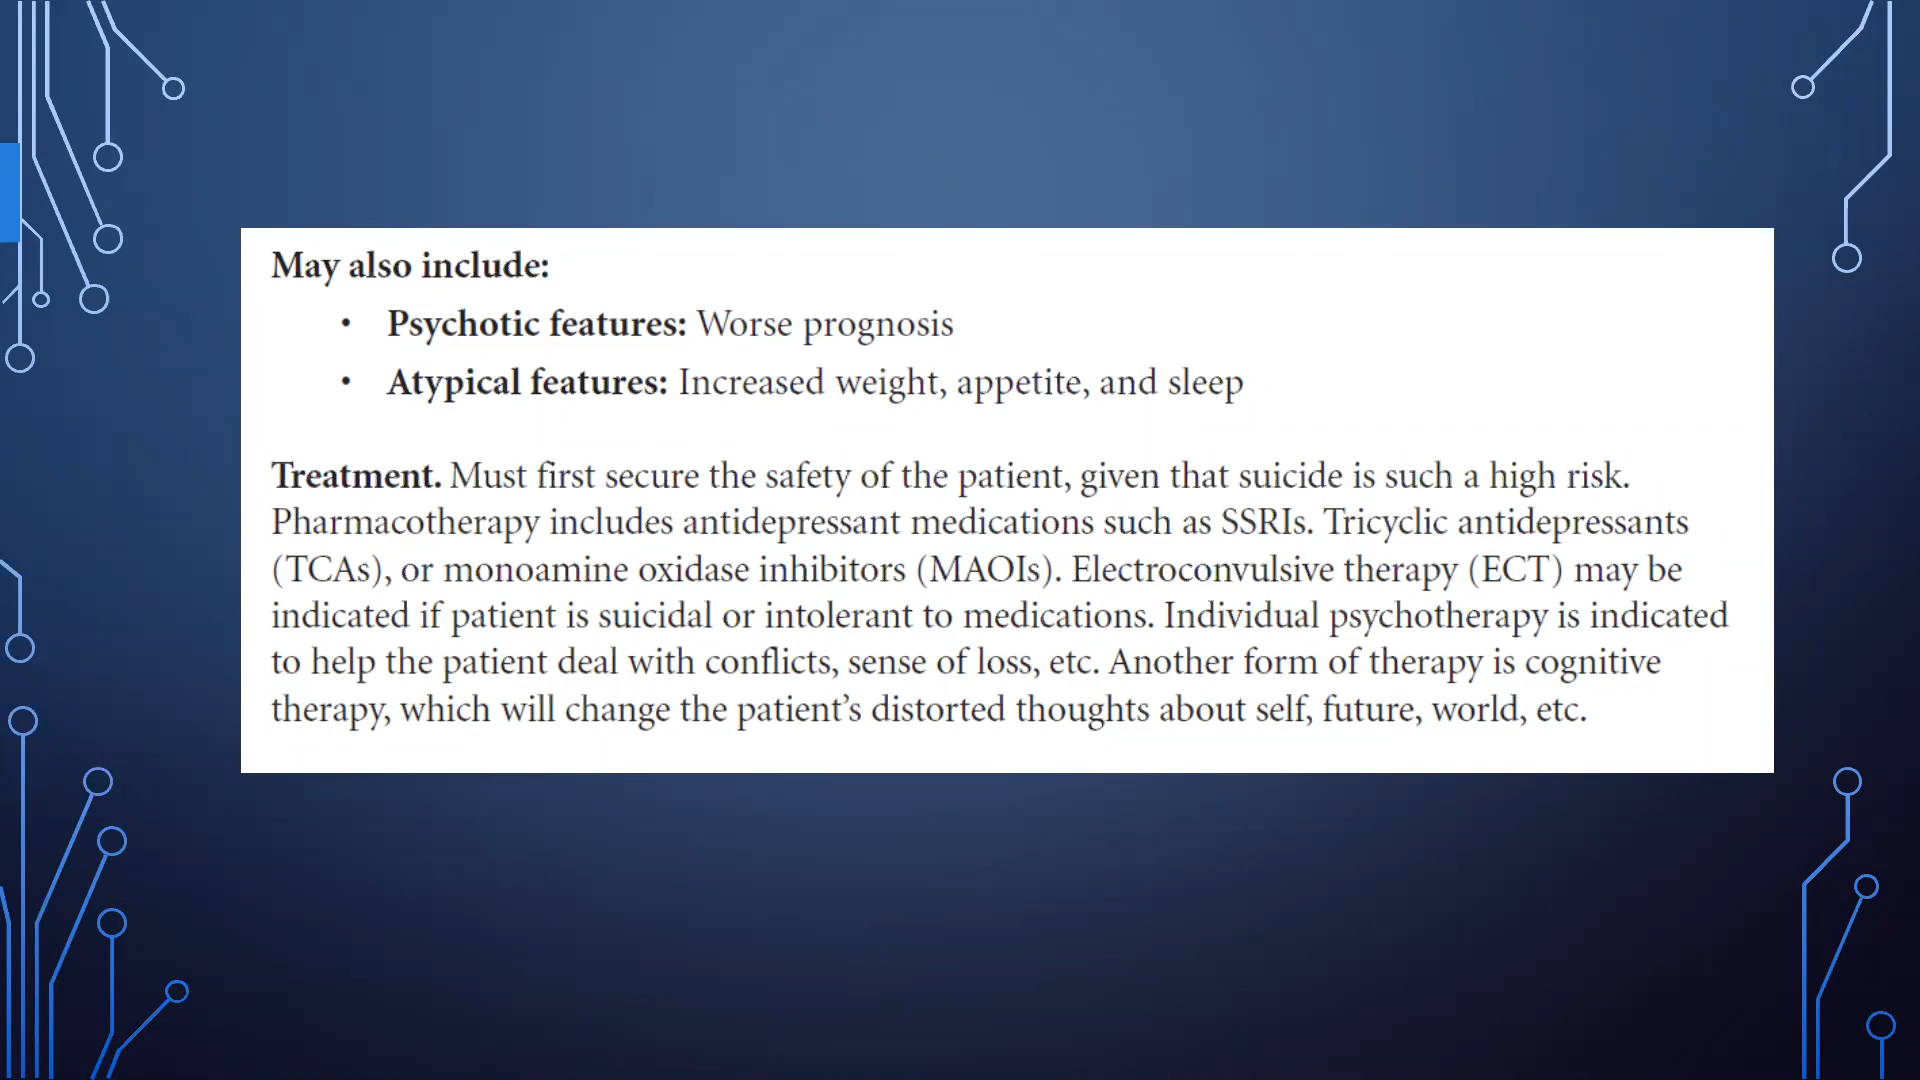 May also include:
• Psychotic features: Worse prognosis
• Atypical features: Increased weight, appetite, and sleep
Treatment. Must first secure the safety of the patient, given that suicide is such a high risk.
Pharmacotherapy includes antidepressant medications such as SSRIs. Tricyclic antidepressants
(TCAs), or monoamine oxidase inhibitors (MAOIs). Electroconvulsive therapy (ECT) may be
indicated if patient is suicidal or intolerant to medications. Individual psychotherapy is indicated
to help the patient deal with conflicts, sense of loss, etc. Another form of therapy is cognitive
therapy, which will change the patient’s distorted thoughts about self, future, world, etc.